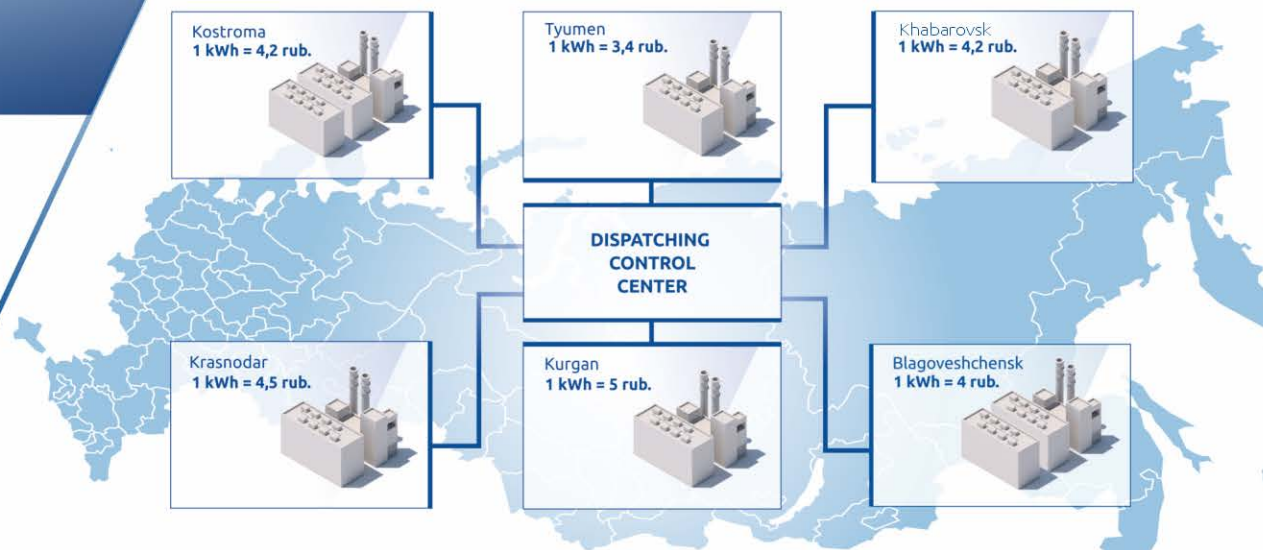 Kostroma
1 kWh = 4,2 rub.
Tyumen
1 kWh = 3,4 rub.
Khabarovsk
1 kWh = 4,2 rub.
DISPATCHING
CONTROL
CENTER
Krasnodar
1 kWh = 4,5 rub.
Kurgan
1 kWh = 5 rub.
Blagoveshchensk
1 kWh = 4 rub.